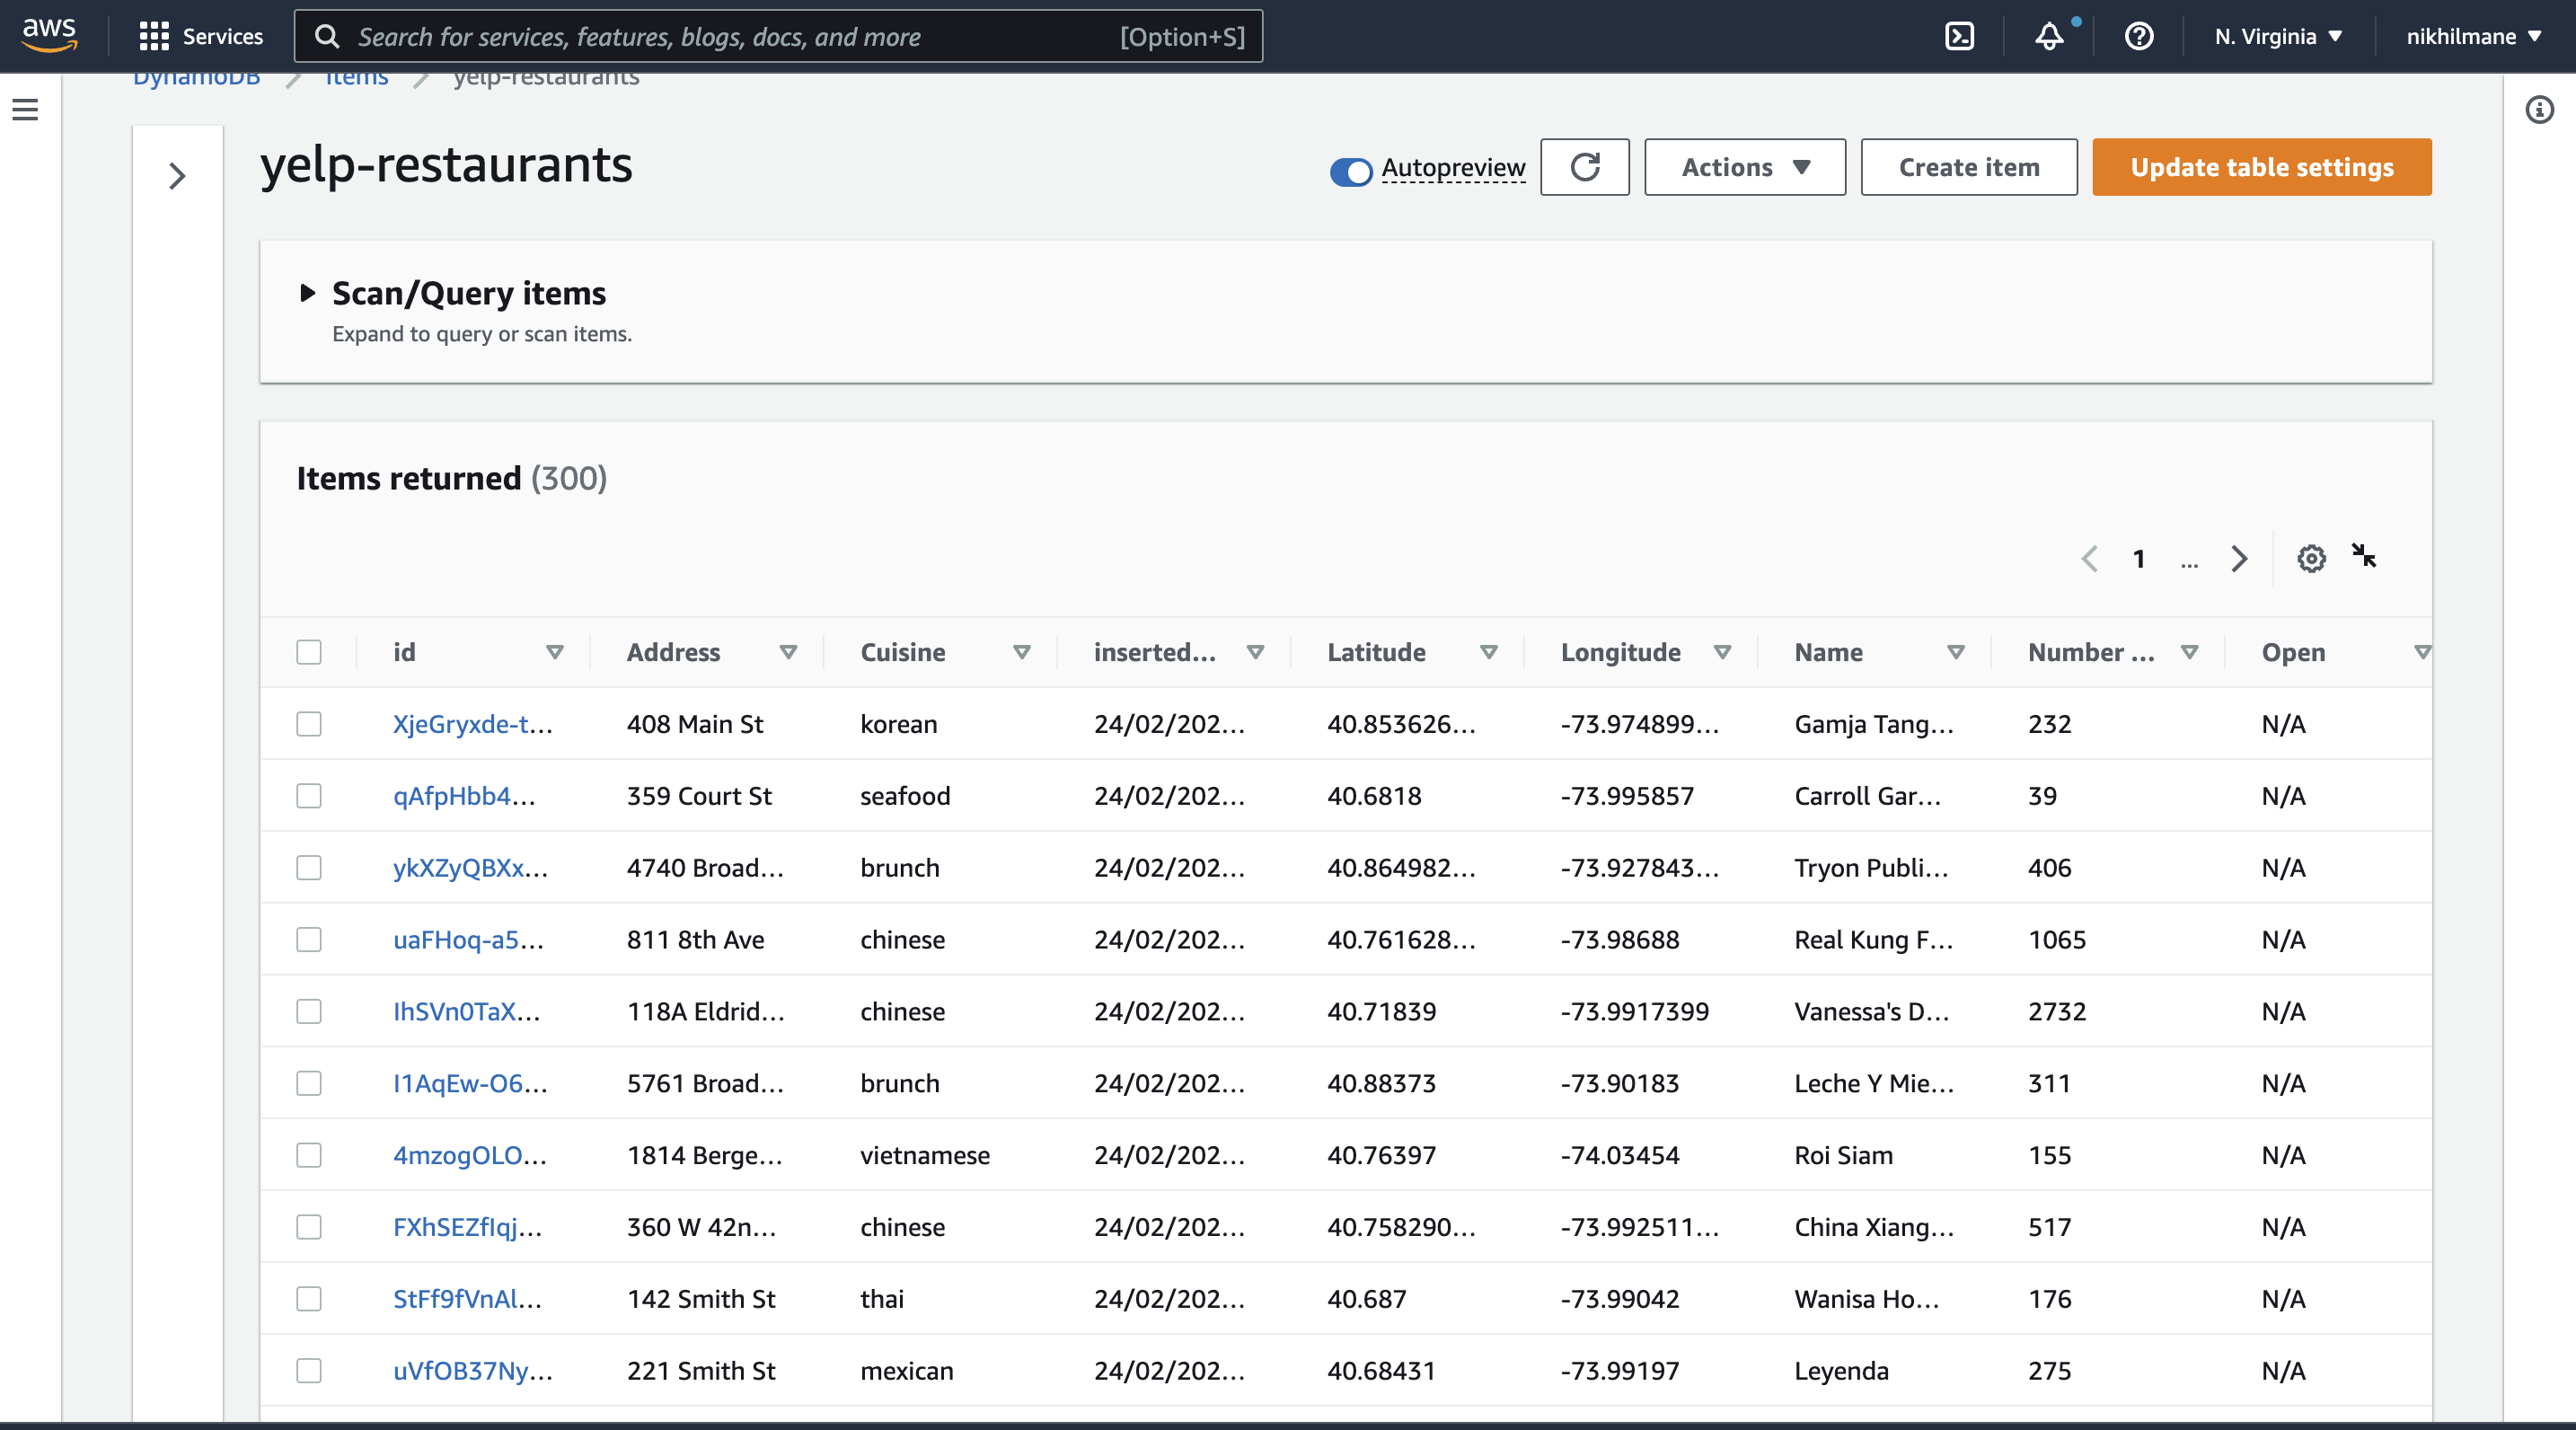 aws Services Search for services, features, blogs, docs, and more [Option+S] N. Virginia nikhilmane
DynamoDB Items yelp-restaurants
yelp-restaurants Autopreview Actions Create item Update table settings
Scan/Query items
Expand to query or scan items.
Items returned (300)
1 ...
id Address Cuisine inserted... Latitude Longitude Name Number ... Open
XjeGryxde-t... 408 Main St korean 24/02/202... 40.853626... -73.974899... Gamja Tang... 232 N/A
qAfpHbb4... 359 Court St seafood 24/02/202... 40.6818 -73.995857 Carroll Gar... 39 N/A
ykXZyQBXx... 4740 Broad... brunch 24/02/202... 40.864982... -73.927843... Tryon Publi... 406 N/A
uaFHoq-a5... 811 8th Ave chinese 24/02/202... 40.761628... -73.98688 Real Kung F... 1065 N/A
IhSVn0TaX... 118A Eldrid... chinese 24/02/202... 40.71839 -73.9917399 Vanessa's D... 2732 N/A
I1AqEw-O6... 5761 Broad... brunch 24/02/202... 40.88373 -73.90183 Leche Y Mie... 311 N/A
4mzogOLO... 1814 Berge... vietnamese 24/02/202... 40.76397 -74.03454 Roi Siam 155 N/A
FXhSEZfIqj... 360 W 42n... chinese 24/02/202... 40.758290... -73.992511... China Xiang... 517 N/A
StFf9fVnAl... 142 Smith St thai 24/02/202... 40.687 -73.99042 Wanisa Ho... 176 N/A
uVfOB37Ny... 221 Smith St mexican 24/02/202... 40.68431 -73.99197 Leyenda 275 N/A